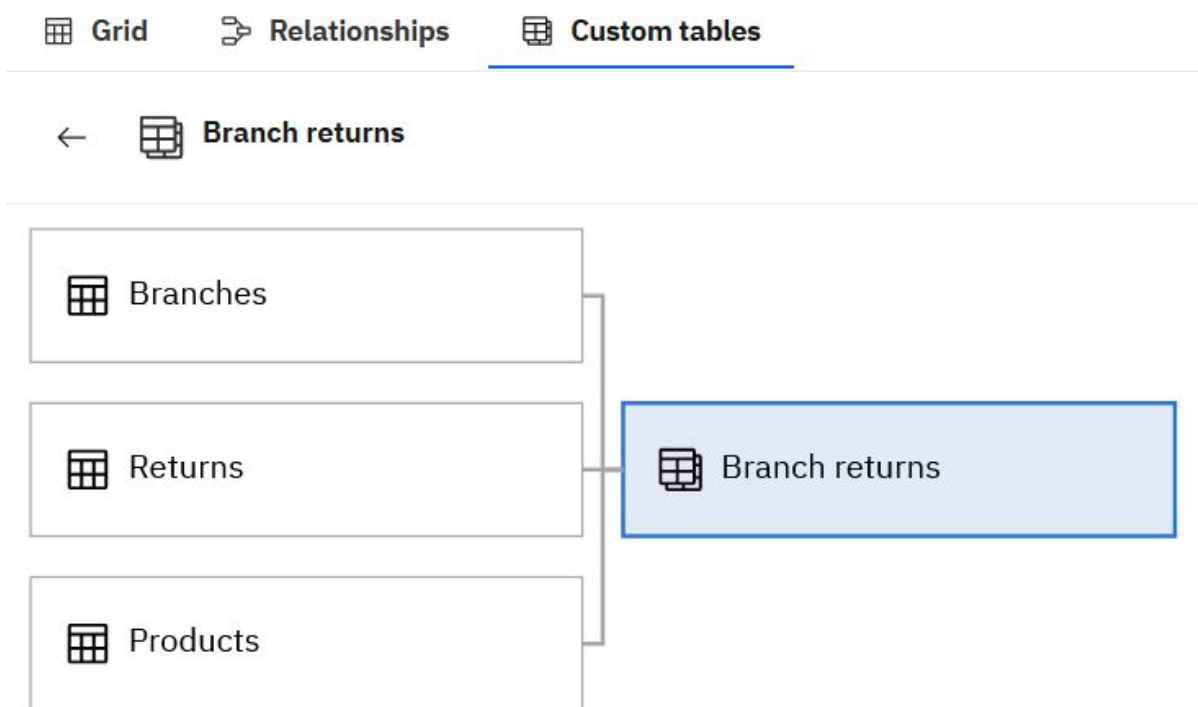 Grid Relationships Custom tables
Branch returns
Branches
Returns Branch returns
Products